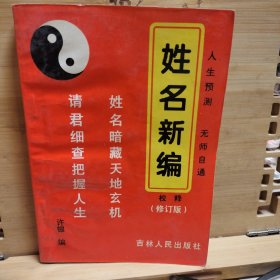 人生预测 无师自通
姓名新编
校释
(修订版)
姓名暗藏天地玄机
请君细查把握人生
许银 编
吉林人民出版社